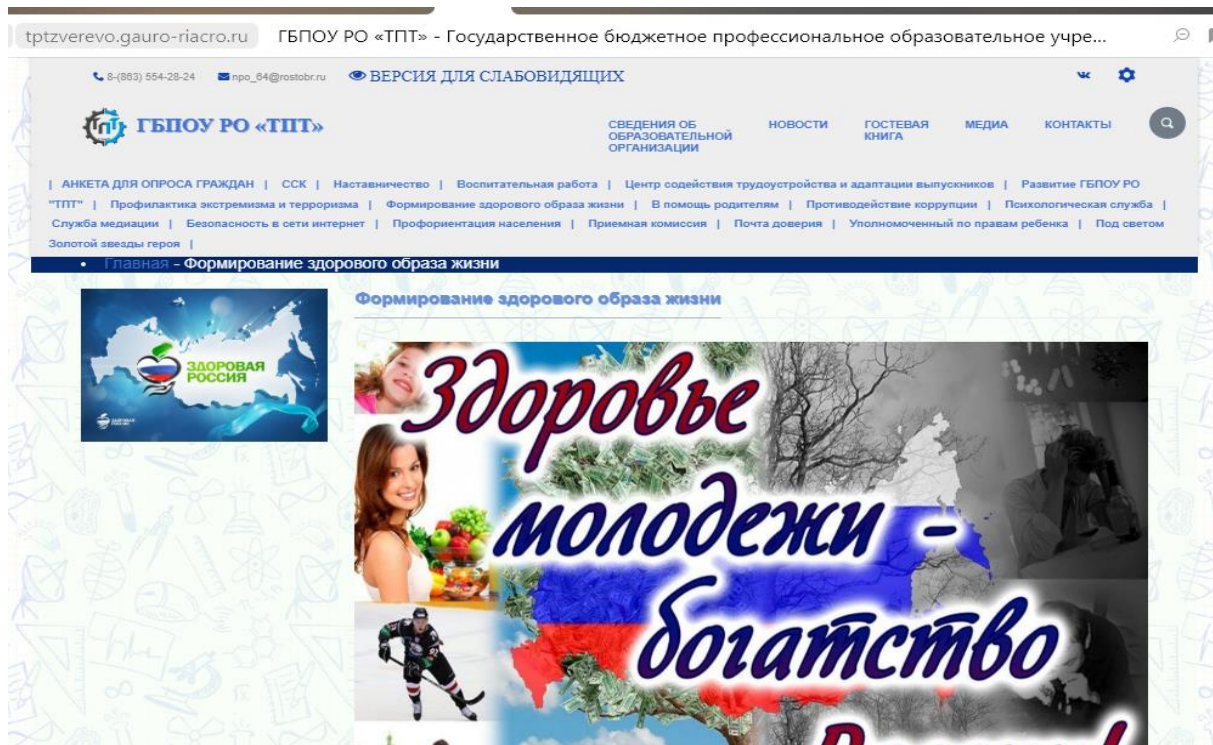 tptzverevo.gauro-riacro.ru ГБПОУ РО «ТПТ» - Государственное бюджетное профессиональное образовательное учре...
8-(863) 554-28-24 npo_64@rostobr.ru ВЕРСИЯ ДЛЯ СЛАБОВИДЯЩИХ
ТПТ ГБПОУ РО «ТПТ»
СВЕДЕНИЯ ОБ ОБРАЗОВАТЕЛЬНОЙ ОРГАНИЗАЦИИ
НОВОСТИ
ГОСТЕВАЯ КНИГА
МЕДИА
КОНТАКТЫ
| АНКЕТА ДЛЯ ОПРОСА ГРАЖДАН | ССК | Наставничество | Воспитательная работа | Центр содействия трудоустройства и адаптации выпускников | Развитие ГБПОУ РО
"ТПТ" | Профилактика экстремизма и терроризма | Формирование здорового образа жизни | В помощь родителям | Противодействие коррупции | Психологическая служба |
Служба медиации | Безопасность в сети интернет | Профориентация населения | Приемная комиссия | Почта доверия | Уполномоченный по правам ребенка | Под светом
Золотой звезды героя |
• Главная - Формирование здорового образа жизни
ЗДОРОВАЯ
РОССИЯ
Формирование здорового образа жизни
Здоровье
молодежи -
богатство